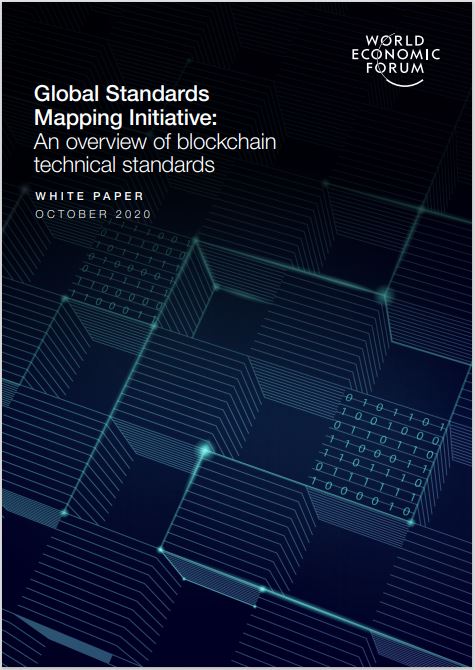 WORLD
ECONOMIC
FORUM
Global Standards
Mapping Initiative:
An overview of blockchain
technical standards
WHITE PAPER
OCTOBER 2020